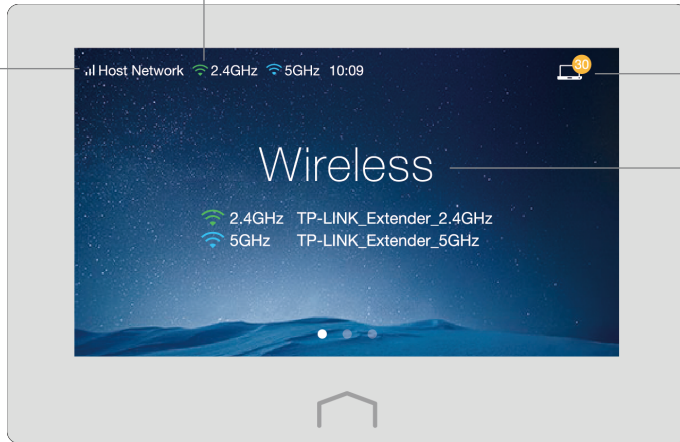 Host Network 2.4GHz 5GHz 10:09
30
Wireless
2.4GHz TP-LINK_Extender_2.4GHz
5GHz TP-LINK_Extender_5GHz